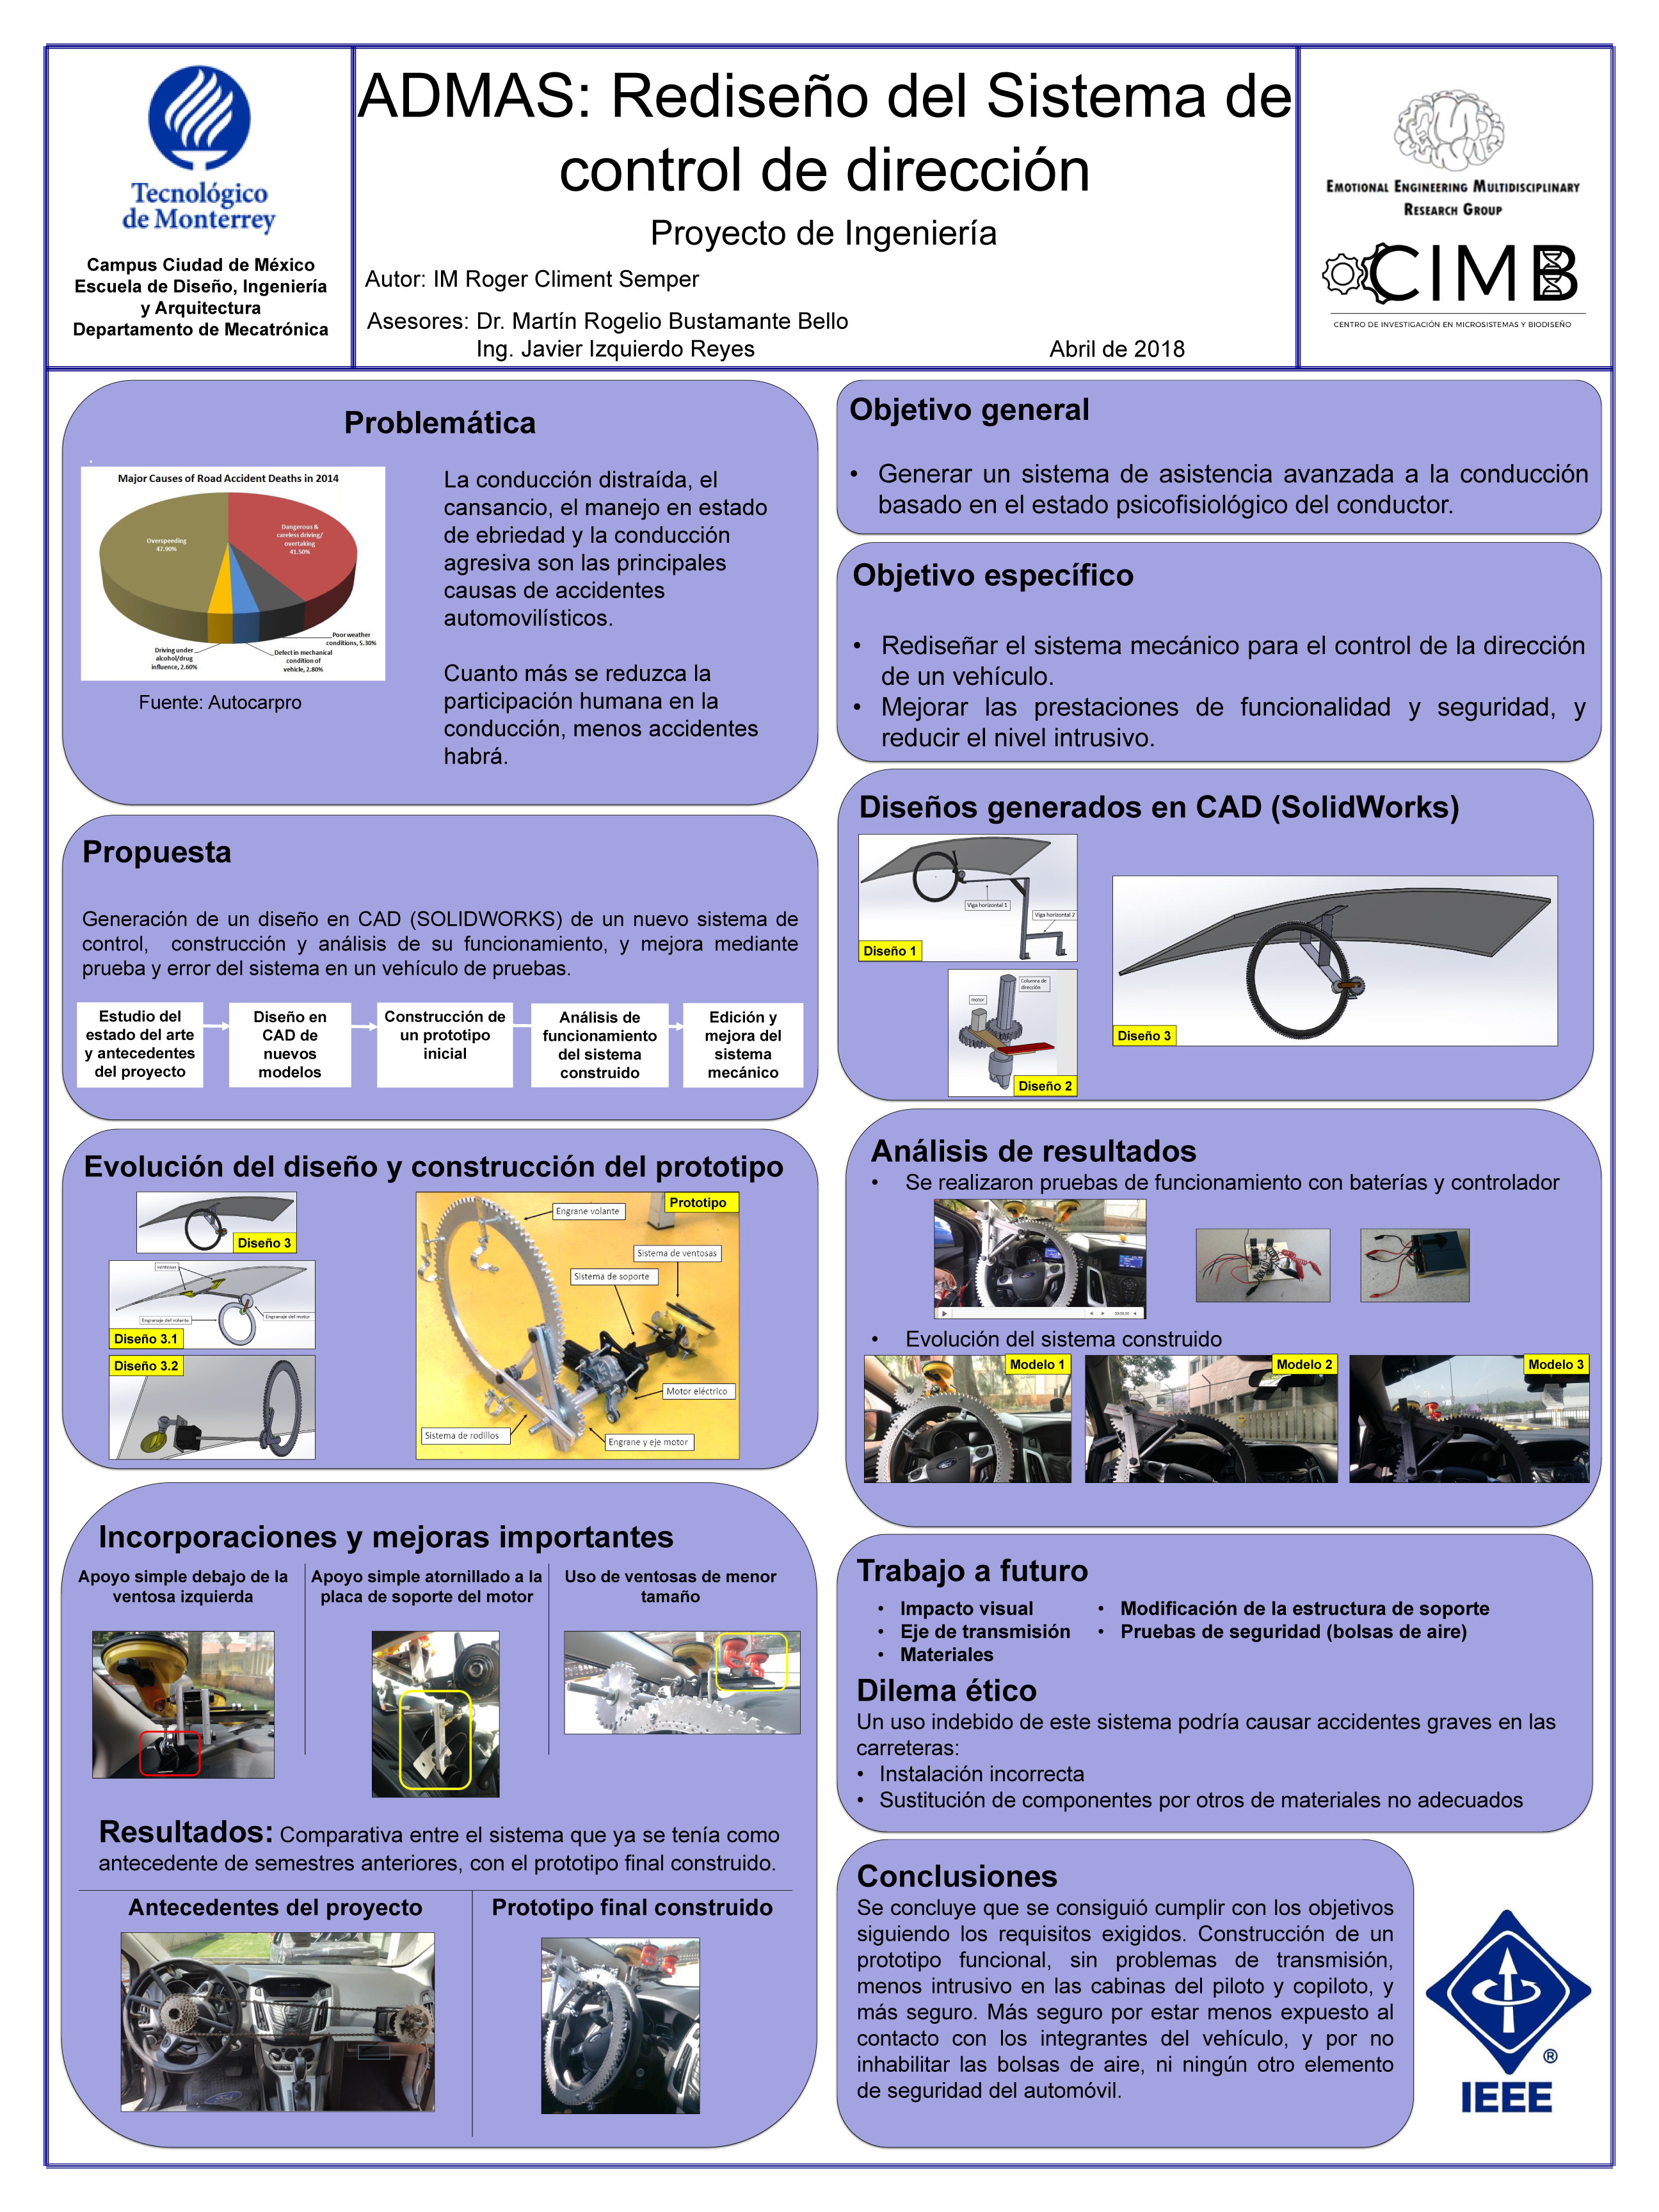 Tecnológico
de Monterrey
Campus Ciudad de México
Escuela de Diseño, Ingeniería
y Arquitectura
Departamento de Mecatrónica
ADMAS: Rediseño del Sistema de
control de dirección
Proyecto de Ingeniería
Autor: IM Roger Climent Semper
Asesores: Dr. Martín Rogelio Bustamante Bello
Ing. Javier Izquierdo Reyes
Abril de 2018
EMOTIONAL ENGINEERING MULTIDISCIPLINARY
RESEARCH GROUP
CIMB
CENTRO DE INVESTIGACIÓN EN MICROSISTEMAS Y BIODISEÑO
Problemática
Major Causes of Road Accident Deaths in 2014
Overspeeding
47.90%
Dangerous &
careless driving/
overtaking
41.50%
Poor weather
conditions, 5.30%
Defect in mechanical
condition of
vehicle, 2.80%
Driving under
alcohol/drug
influence, 2.60%
Fuente: Autocarpro
La conducción distraída, el
cansancio, el manejo en estado
de ebriedad y la conducción
agresiva son las principales
causas de accidentes
automovilísticos.
Cuanto más se reduzca la
participación humana en la
conducción, menos accidentes
habrá.
Propuesta
Generación de un diseño en CAD (SOLIDWORKS) de un nuevo sistema de
control, construcción y análisis de su funcionamiento, y mejora mediante
prueba y error del sistema en un vehículo de pruebas.
Estudio del
estado del arte
y antecedentes
del proyecto
Diseño en
CAD de
nuevos
modelos
Construcción de
un prototipo
inicial
Análisis de
funcionamiento
del sistema
construido
Edición y
mejora del
sistema
mecánico
Evolución del diseño y construcción del prototipo
Diseño 3
ventosas
Engranaje del volante
Engranaje del motor
Diseño 3.1
Diseño 3.2
Prototipo
Engrane volante
Sistema de ventosas
Sistema de soporte
Motor eléctrico
Sistema de rodillos
Engrane y eje motor
Incorporaciones y mejoras importantes
Apoyo simple debajo de la
ventosa izquierda
Apoyo simple atornillado a la
placa de soporte del motor
Uso de ventosas de menor
tamaño
Resultados: Comparativa entre el sistema que ya se tenía como
antecedente de semestres anteriores, con el prototipo final construido.
Antecedentes del proyecto
Prototipo final construido
Objetivo general
• Generar un sistema de asistencia avanzada a la conducción
basado en el estado psicofisiológico del conductor.
Objetivo específico
• Rediseñar el sistema mecánico para el control de la dirección
de un vehículo.
• Mejorar las prestaciones de funcionalidad y seguridad, y
reducir el nivel intrusivo.
Diseños generados en CAD (SolidWorks)
Viga horizontal 1
Viga horizontal 2
Diseño 1
motor
Columna de
dirección
Diseño 2
Diseño 3
Análisis de resultados
• Se realizaron pruebas de funcionamiento con baterías y controlador
• Evolución del sistema construido
Modelo 1
Modelo 2
Modelo 3
Trabajo a futuro
• Impacto visual
• Eje de transmisión
• Materiales
• Modificación de la estructura de soporte
• Pruebas de seguridad (bolsas de aire)
Dilema ético
Un uso indebido de este sistema podría causar accidentes graves en las
carreteras:
• Instalación incorrecta
• Sustitución de componentes por otros de materiales no adecuados
Conclusiones
Se concluye que se consiguió cumplir con los objetivos
siguiendo los requisitos exigidos. Construcción de un
prototipo funcional, sin problemas de transmisión,
menos intrusivo en las cabinas del piloto y copiloto, y
más seguro. Más seguro por estar menos expuesto al
contacto con los integrantes del vehículo, y por no
inhabilitar las bolsas de aire, ni ningún otro elemento
de seguridad del automóvil.
®
IEEE